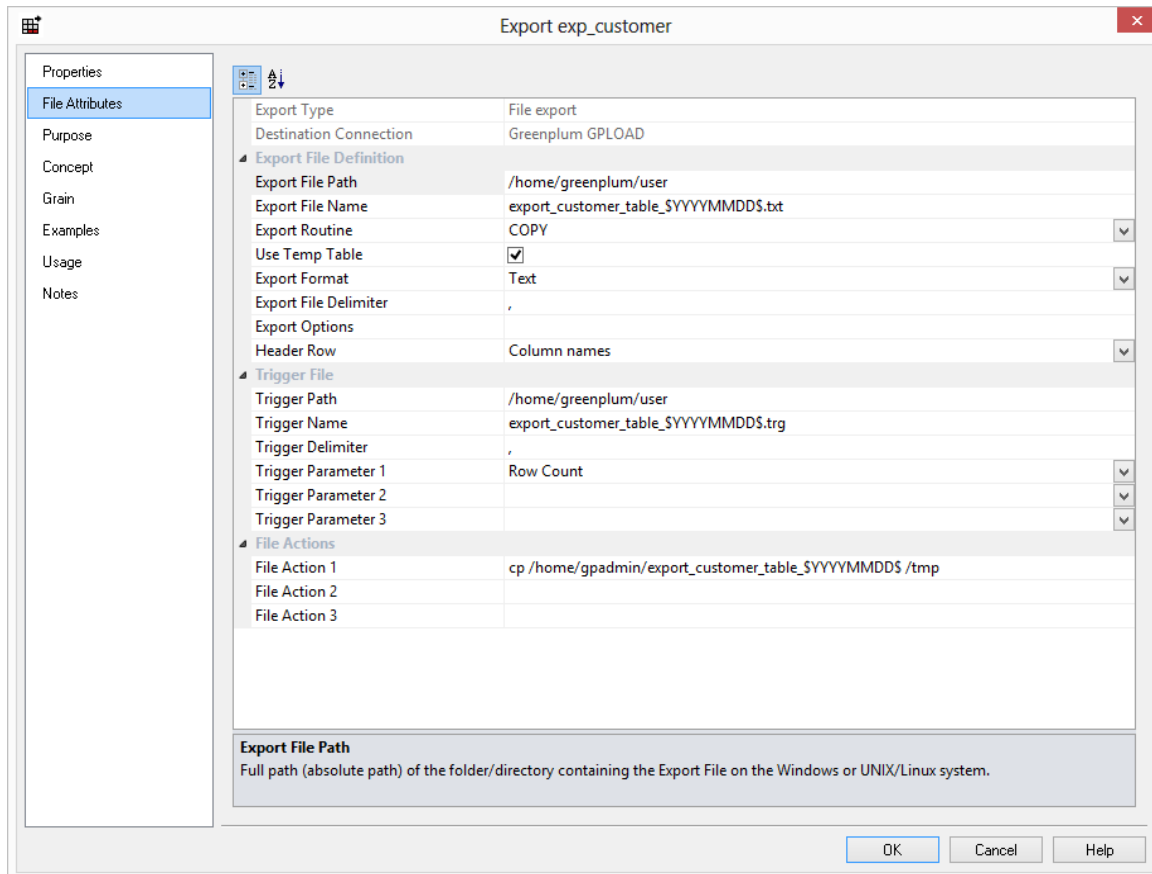 Export exp_customer
Properties
File Attributes
Purpose
Concept
Grain
Examples
Usage
Notes
Export Type File export
Destination Connection Greenplum GPLOAD
Export File Definition
Export File Path /home/greenplum/user
Export File Name export_customer_table_$YYYYMMDD$.txt
Export Routine COPY
Use Temp Table
Export Format Text
Export File Delimiter ,
Export Options
Header Row Column names
Trigger File
Trigger Path /home/greenplum/user
Trigger Name export_customer_table_$YYYYMMDD$.trg
Trigger Delimiter ,
Trigger Parameter 1 Row Count
Trigger Parameter 2
Trigger Parameter 3
File Actions
File Action 1 cp /home/gpadmin/export_customer_table_$YYYYMMDD$ /tmp
File Action 2
File Action 3
Export File Path
Full path (absolute path) of the folder/directory containing the Export File on the Windows or UNIX/Linux system.
OK Cancel Help